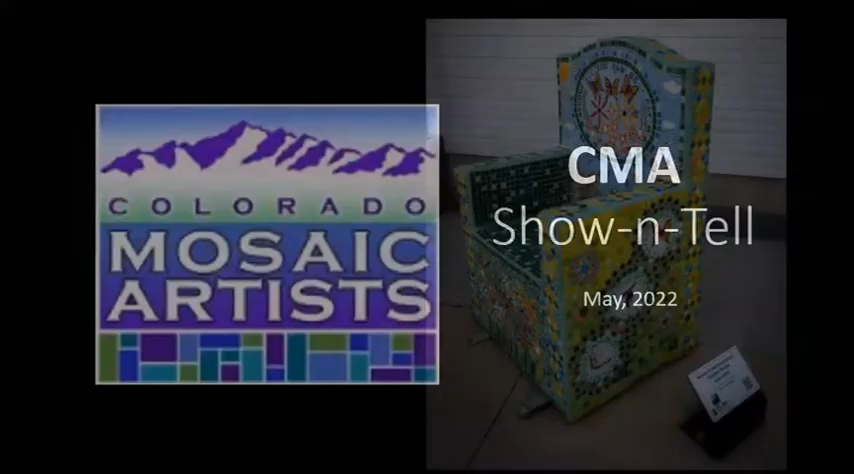 COLORADO
MOSAIC
ARTISTS
CMA
Show-n-Tell
May, 2022